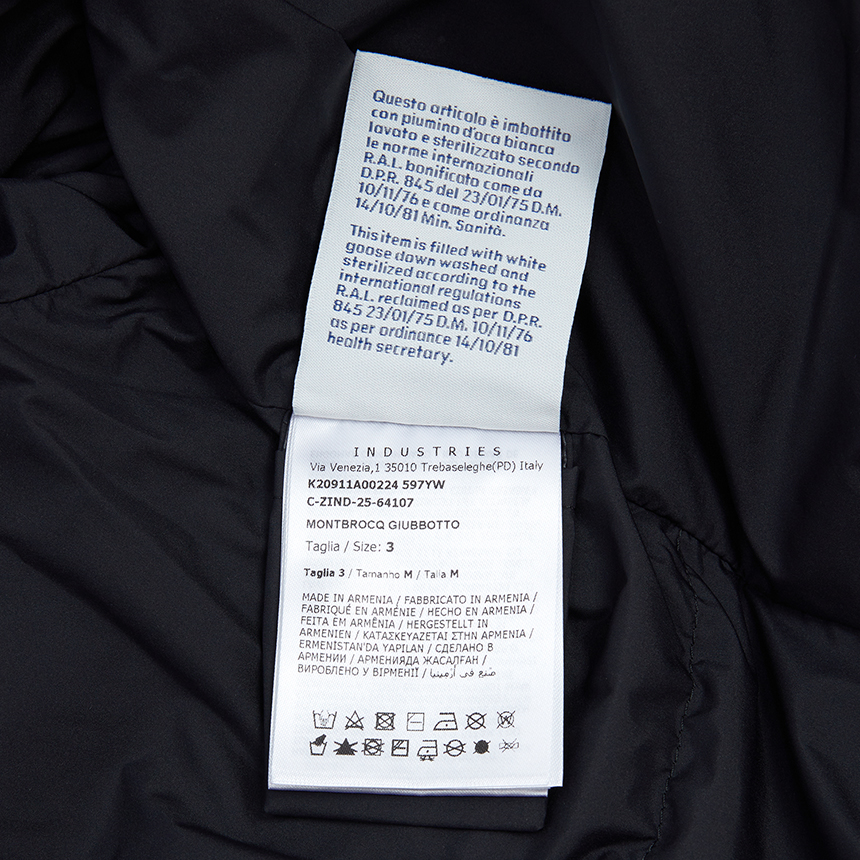 Questo articolo è imbottito
con piumino d'oca bianca
lavato e sterilizzato secondo
le norme internazionali
R.A.L. bonificato come da
D.P.R. 845 del 23/01/75 D.M.
10/11/76 e come ordinanza
14/10/81 Min. Sanità.
This item is filled with white
goose down washed and
sterilized according to the
international regulations
R.A.L. reclaimed as per D.P.R.
845 23/01/75 D.M. 10/11/76
as per ordinance 14/10/81
health secretary.
INDUSTRIES
Via Venezia,1 35010 Trebaseleghe(PD) Italy
K20911A00224 597YW
C-ZIND-25-64107
MONTBROCQ GIUBBOTTO
Taglia / Size: 3
Taglia 3 / Tamanho M / Talla M
MADE IN ARMENIA / FABBRICATO IN ARMENIA /
FABRIQUÉ EN ARMÉNIE / HECHO EN ARMENIA /
FEITA EM ARMÊNIA / HERGESTELLT IN
ARMENIEN / ΚΑΤΑΣΚΕΥΑΖΕΤΑΙ ΣΤΗΝ ΑΡΜΕΝΙΑ /
ERMENISTAN'DA YAPILAN / СДЕЛАНО В
АРМЕНИИ / АРМЕНИЯДА ЖАСАЛҒАН /
ВИРОБЛЕНО У ВІРМЕНІЇ / صنع في أرمينيا